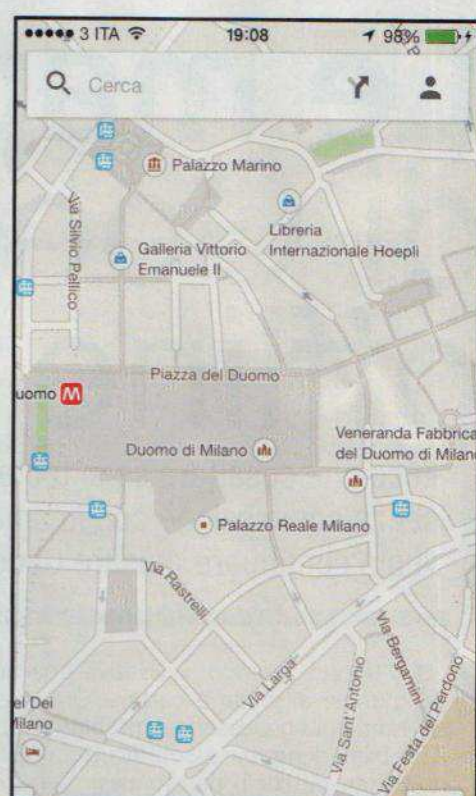 3 ITA 19:08 98%
Cerca
Palazzo Marino
Libreria
Internazionale Hoepli
Galleria Vittorio
Emanuele II
Via Silvio Pellico
Piazza del Duomo
uomo M
Duomo di Milano
Veneranda Fabbrica
del Duomo di Milan
Palazzo Reale Milano
Via Rastrelli
Via Larga
Via Sant'Antonio
Via Bergamini
Via Festa del Perdono
el Dei
Milano